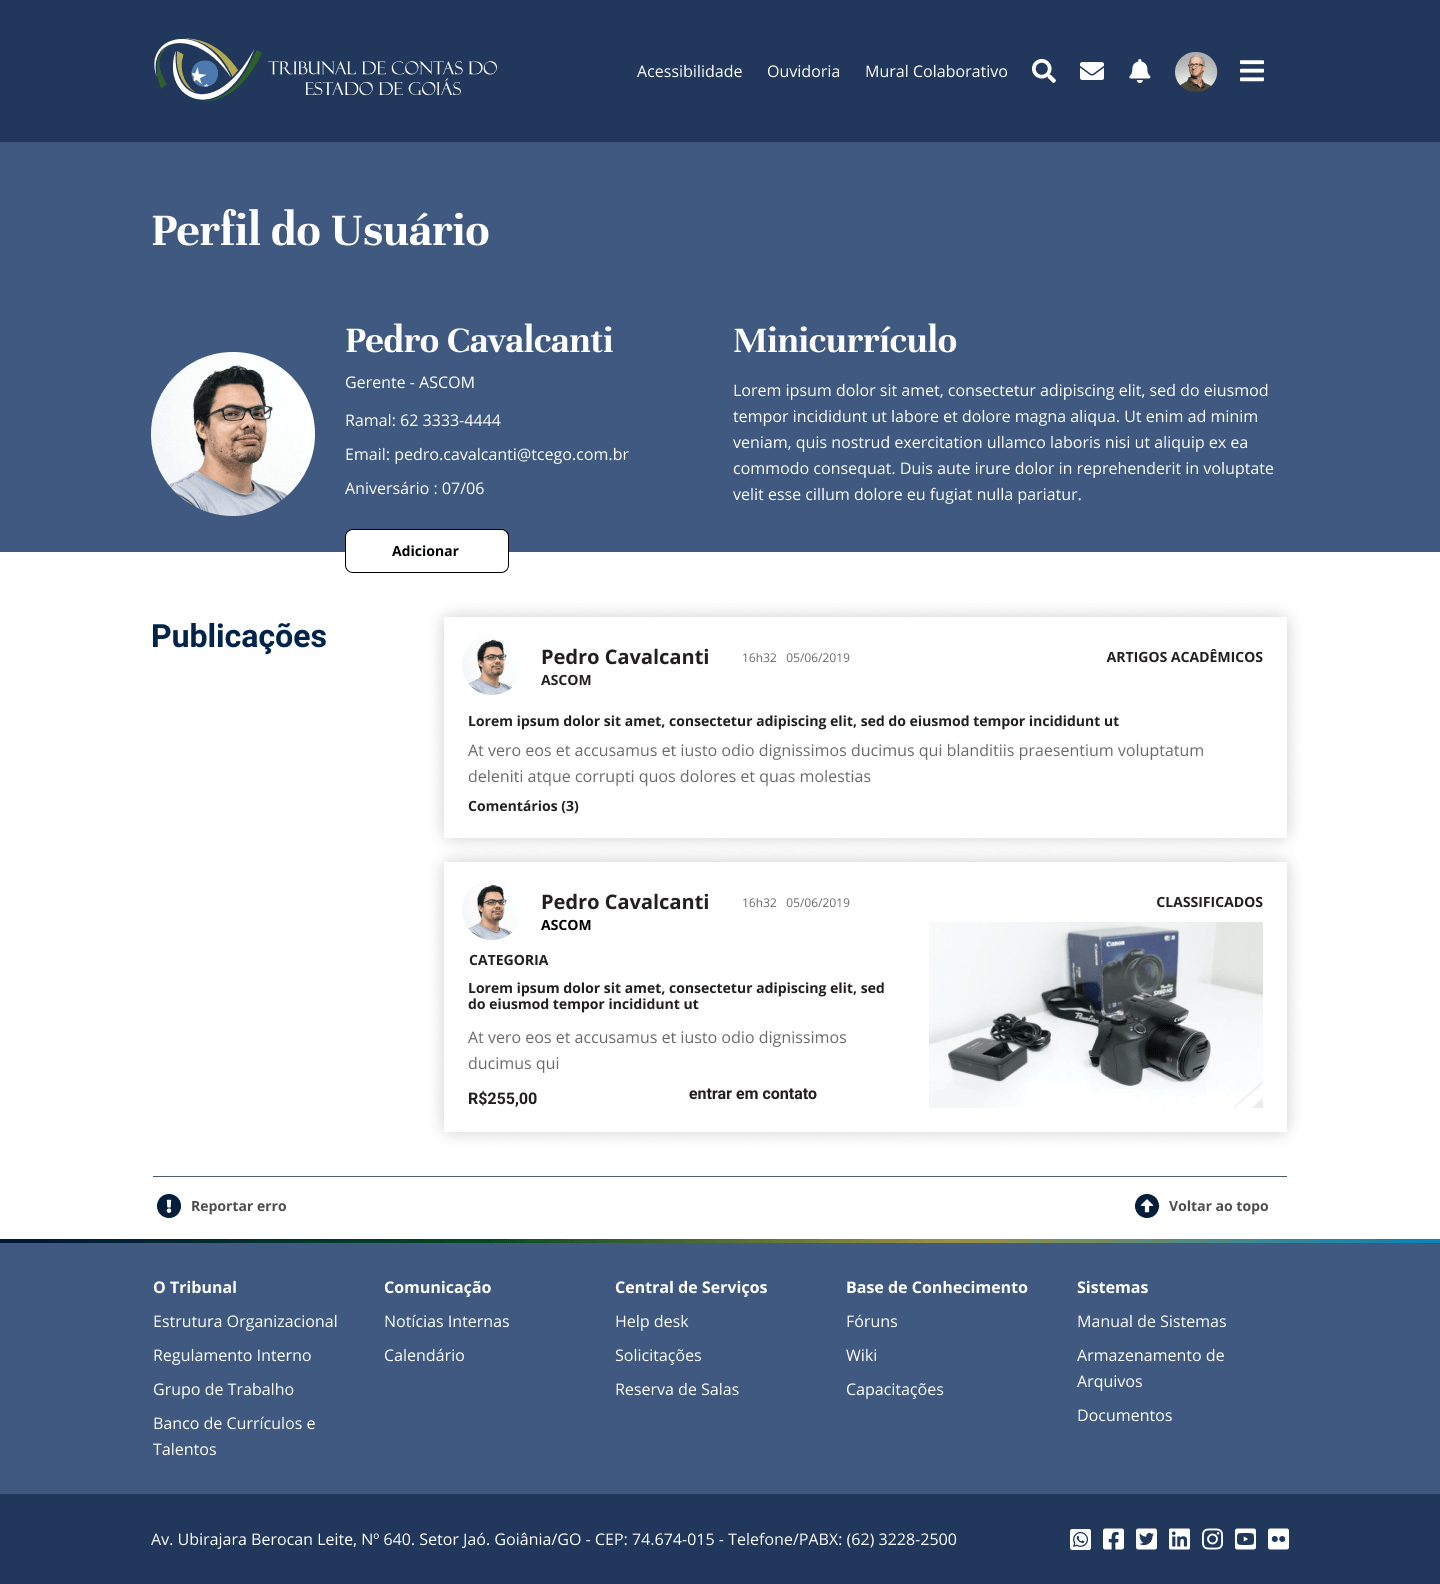 TRIBUNAL DE CONTAS DO
ESTADO DE GOIÁS
Acessibilidade Ouvidoria Mural Colaborativo
Perfil do Usuário
Pedro Cavalcanti
Gerente - ASCOM
Ramal: 62 3333-4444
Email: pedro.cavalcanti@tcego.com.br
Aniversário : 07/06
Adicionar
Minicurrículo
Lorem ipsum dolor sit amet, consectetur adipiscing elit, sed do eiusmod
tempor incididunt ut labore et dolore magna aliqua. Ut enim ad minim
veniam, quis nostrud exercitation ullamco laboris nisi ut aliquip ex ea
commodo consequat. Duis aute irure dolor in reprehenderit in voluptate
velit esse cillum dolore eu fugiat nulla pariatur.
Publicações
Pedro Cavalcanti 16h32 05/06/2019 ARTIGOS ACADÊMICOS
ASCOM
Lorem ipsum dolor sit amet, consectetur adipiscing elit, sed do eiusmod tempor incididunt ut
At vero eos et accusamus et iusto odio dignissimos ducimus qui blanditiis praesentium voluptatum
deleniti atque corrupti quos dolores et quas molestias
Comentários (3)
Pedro Cavalcanti 16h32 05/06/2019 CLASSIFICADOS
ASCOM
CATEGORIA
Lorem ipsum dolor sit amet, consectetur adipiscing elit, sed
do eiusmod tempor incididunt ut
At vero eos et accusamus et iusto odio dignissimos
ducimus qui
R$255,00 entrar em contato
Canon
Reportar erro Voltar ao topo
O Tribunal
Estrutura Organizacional
Regulamento Interno
Grupo de Trabalho
Banco de Currículos e
Talentos
Comunicação
Notícias Internas
Calendário
Central de Serviços
Help desk
Solicitações
Reserva de Salas
Base de Conhecimento
Fóruns
Wiki
Capacitações
Sistemas
Manual de Sistemas
Armazenamento de
Arquivos
Documentos
Av. Ubirajara Berocan Leite, Nº 640. Setor Jaó. Goiânia/GO - CEP: 74.674-015 - Telefone/PABX: (62) 3228-2500